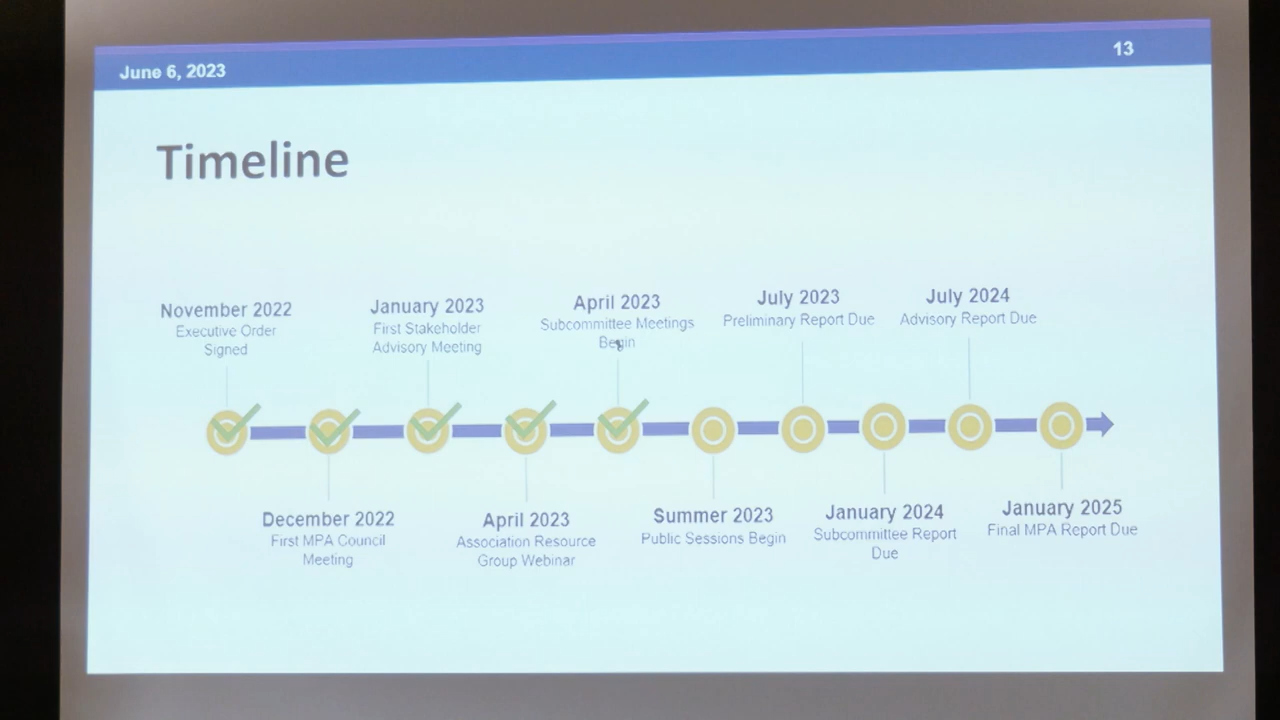 June 6, 2023
13
Timeline
November 2022
Executive Order
Signed
January 2023
First Stakeholder
Advisory Meeting
April 2023
Subcommittee Meetings
Begin
July 2023
Preliminary Report Due
July 2024
Advisory Report Due
December 2022
First MPA Council
Meeting
April 2023
Association Resource
Group Webinar
Summer 2023
Public Sessions Begin
January 2024
Subcommittee Report
Due
January 2025
Final MPA Report Due